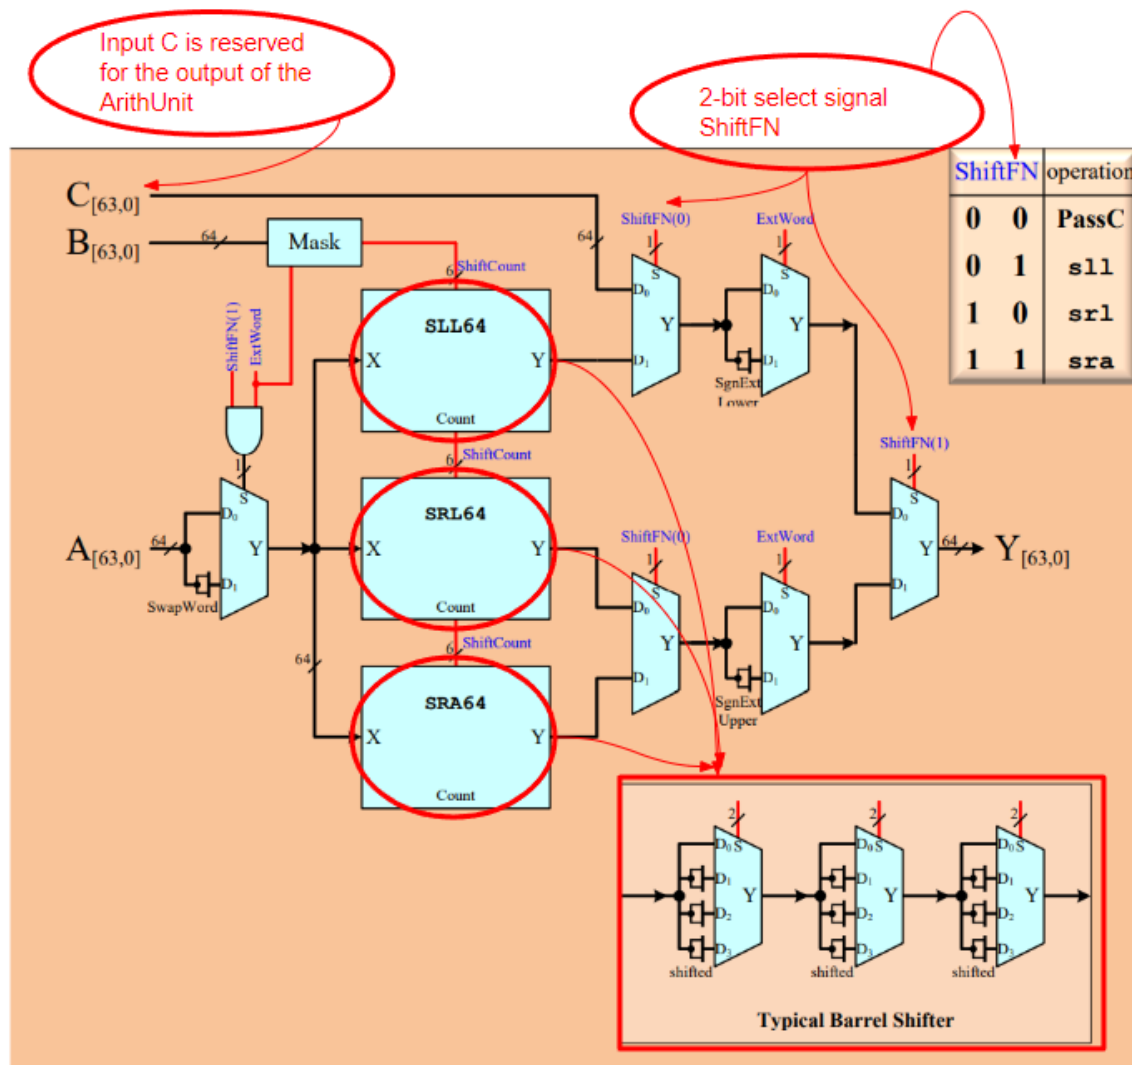 Input C is reserved
for the output of the
ArithUnit
2-bit select signal
ShiftFN
ShiftFN operation
0 0 PassC
0 1 sll
1 0 srl
1 1 sra
C[63,0]
B[63,0]
64
Mask
6
ShiftCount
64
ShiftFN(0)
1
S
D0
Y
D1
ExtWord
1
S
D0
Y
D1
SgnExt
Lower
ShiftFN(1)
ExtWord
SLL64
X
Y
Count
6
ShiftCount
1
S
A[63,0]
64
D0
Y
D1
SwapWord
SRL64
X
Y
Count
6
ShiftCount
64
SRA64
X
Y
Count
ShiftFN(0)
1
S
D0
Y
D1
ExtWord
1
S
D0
Y
D1
SgnExt
Upper
ShiftFN(1)
1
S
D0
Y
D1
64
Y[63,0]
2
S
D0
D1
Y
D2
D3
shifted
2
S
D0
D1
Y
D2
D3
shifted
2
S
D0
D1
Y
D2
D3
shifted
Typical Barrel Shifter